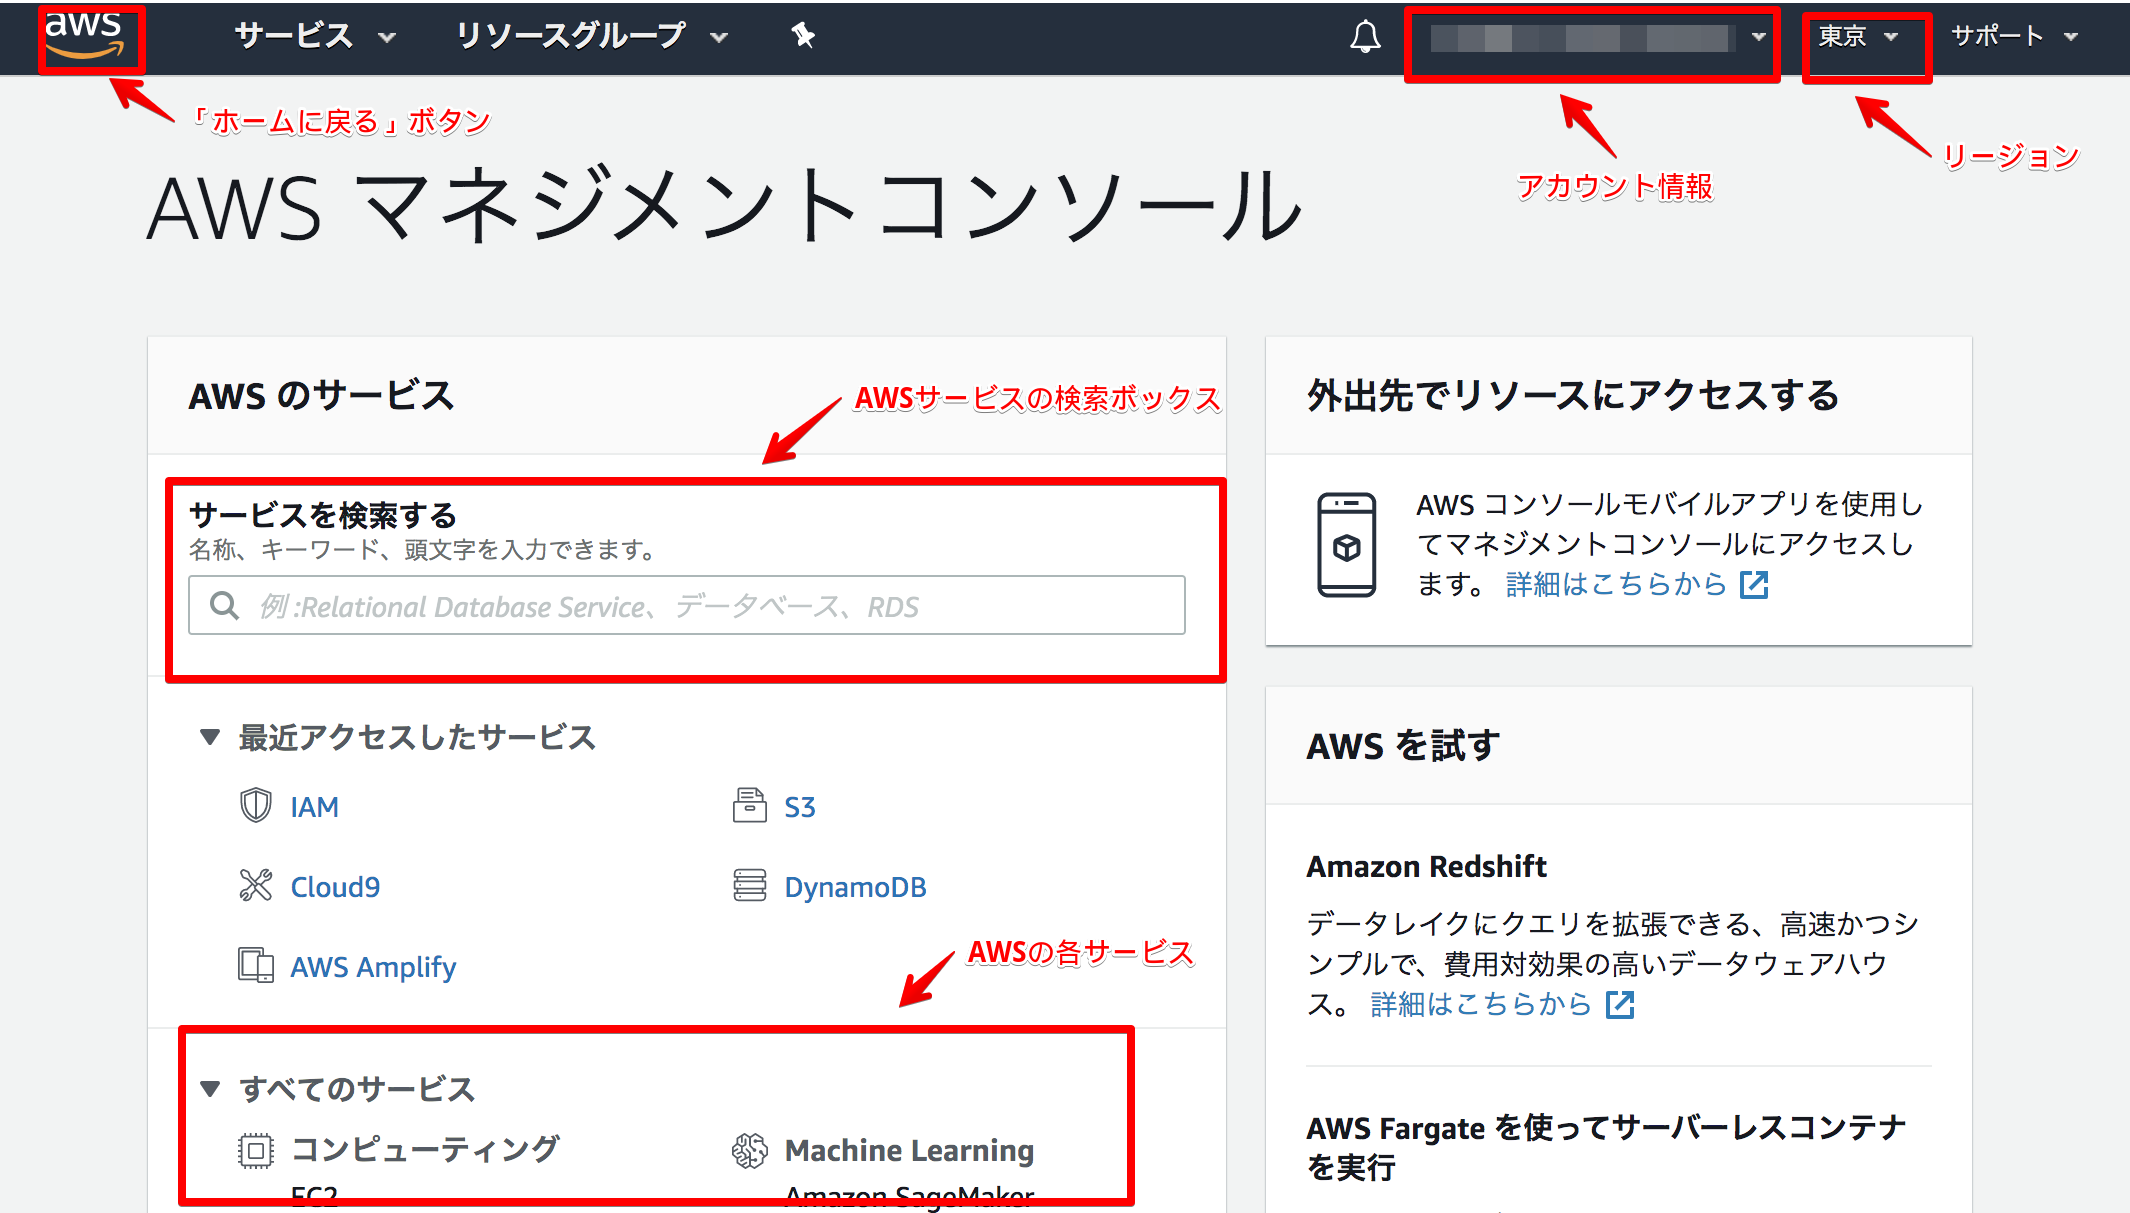 aws
サービス
リソースグループ
東京
サポート
「ホームに戻る」ボタン
アカウント情報
リージョン
AWS マネジメントコンソール
AWS のサービス
AWSサービスの検索ボックス
サービスを検索する
名称、キーワード、頭文字を入力できます。
例 :Relational Database Service、データベース、RDS
最近アクセスしたサービス
IAM
S3
Cloud9
DynamoDB
AWS Amplify
AWSの各サービス
すべてのサービス
コンピューティング
Machine Learning
EC2
Amazon SageMaker
外出先でリソースにアクセスする
AWS コンソールモバイルアプリを使用し
てマネジメントコンソールにアクセスし
ます。 詳細はこちらから
AWS を試す
Amazon Redshift
データレイクにクエリを拡張できる、高速かつシ
ンプルで、費用対効果の高いデータウェアハウ
ス。 詳細はこちらから
AWS Fargate を使ってサーバーレスコンテナ
を実行